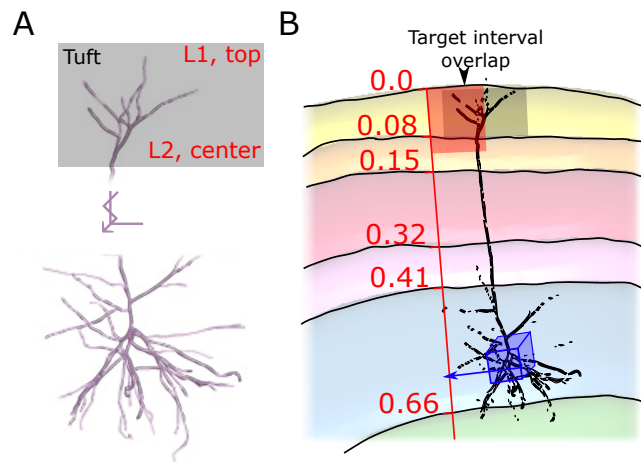 A
Tuft
L1, top
L2, center
B
Target interval
overlap
0.0
0.08
0.15
0.32
0.41
0.66